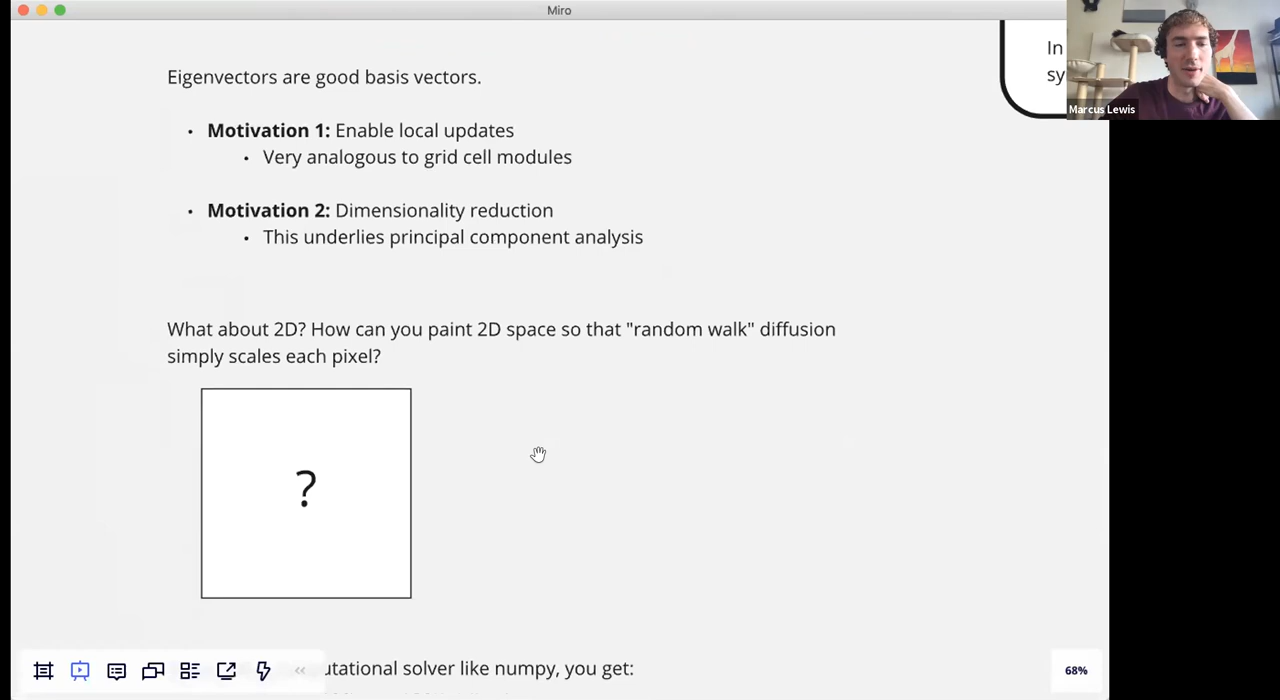 Miro
In
sy
Marcus Lewis
Eigenvectors are good basis vectors.
• Motivation 1: Enable local updates
• Very analogous to grid cell modules
• Motivation 2: Dimensionality reduction
• This underlies principal component analysis
What about 2D? How can you paint 2D space so that "random walk" diffusion
simply scales each pixel?
?
utational solver like numpy, you get:
68%